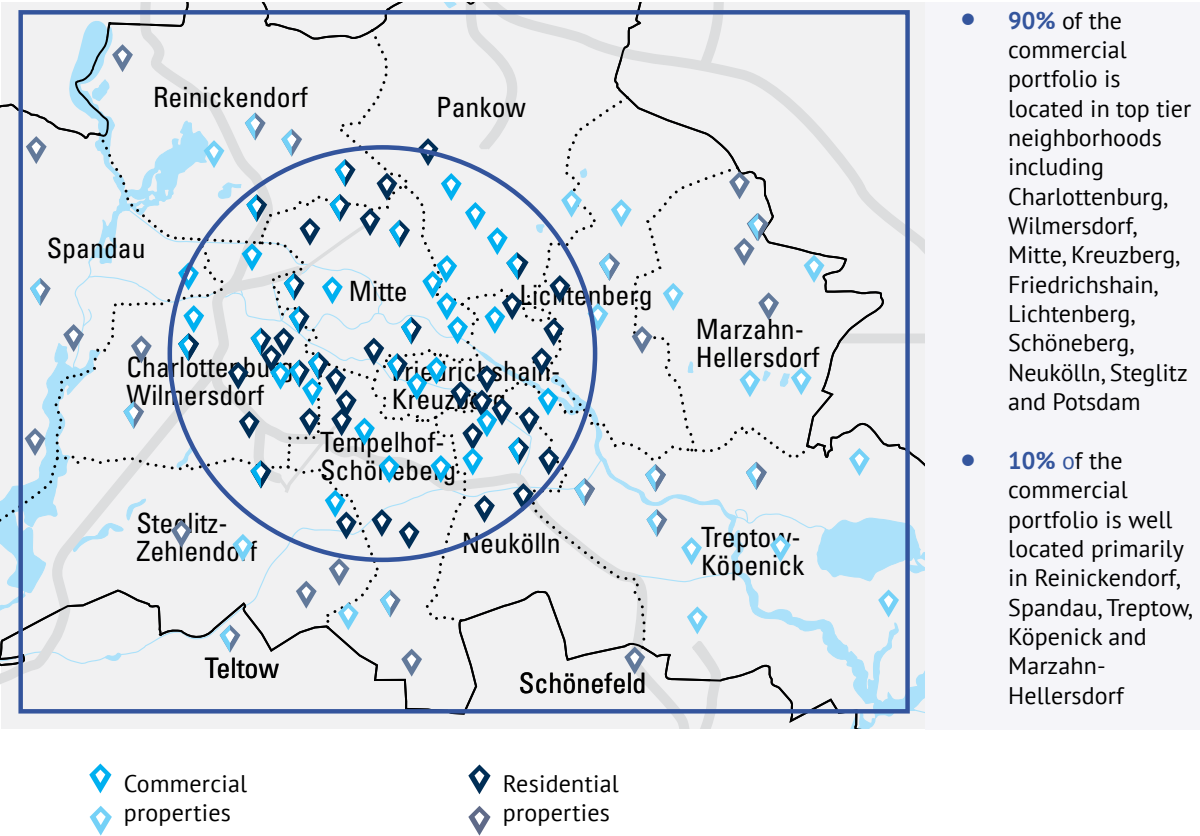 Reinickendorf
Pankow
Spandau
Mitte
Lichtenberg
Marzahn-
Hellersdorf
Charlottenburg
Wilmersdorf
Friedrichshain-
Kreuzberg
Tempelhof-
Schöneberg
Steglitz-
Zehlendorf
Neukölln
Treptow-
Köpenick
Teltow
Schönefeld
• 90% of the
commercial
portfolio is
located in top tier
neighborhoods
including
Charlottenburg,
Wilmersdorf,
Mitte, Kreuzberg,
Friedrichshain,
Lichtenberg,
Schöneberg,
Neukölln, Steglitz
and Potsdam
• 10% of the
commercial
portfolio is well
located primarily
in Reinickendorf,
Spandau, Treptow,
Köpenick and
Marzahn-
Hellersdorf
Commercial
properties
Residential
properties